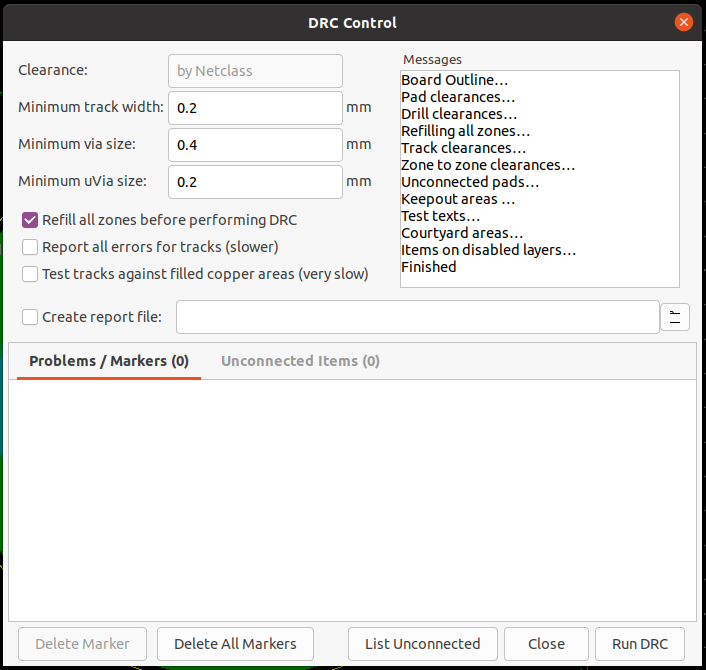 DRC Control
Clearance:
by Netclass
Minimum track width:
0.2
mm
Minimum via size:
0.4
mm
Minimum uVia size:
0.2
mm
Refill all zones before performing DRC
Report all errors for tracks (slower)
Test tracks against filled copper areas (very slow)
Messages
Board Outline...
Pad clearances...
Drill clearances...
Refilling all zones...
Track clearances...
Zone to zone clearances...
Unconnected pads...
Keepout areas ...
Test texts...
Courtyard areas...
Items on disabled layers...
Finished
Create report file:
Problems / Markers (0)
Unconnected Items (0)
Delete Marker
Delete All Markers
List Unconnected
Close
Run DRC